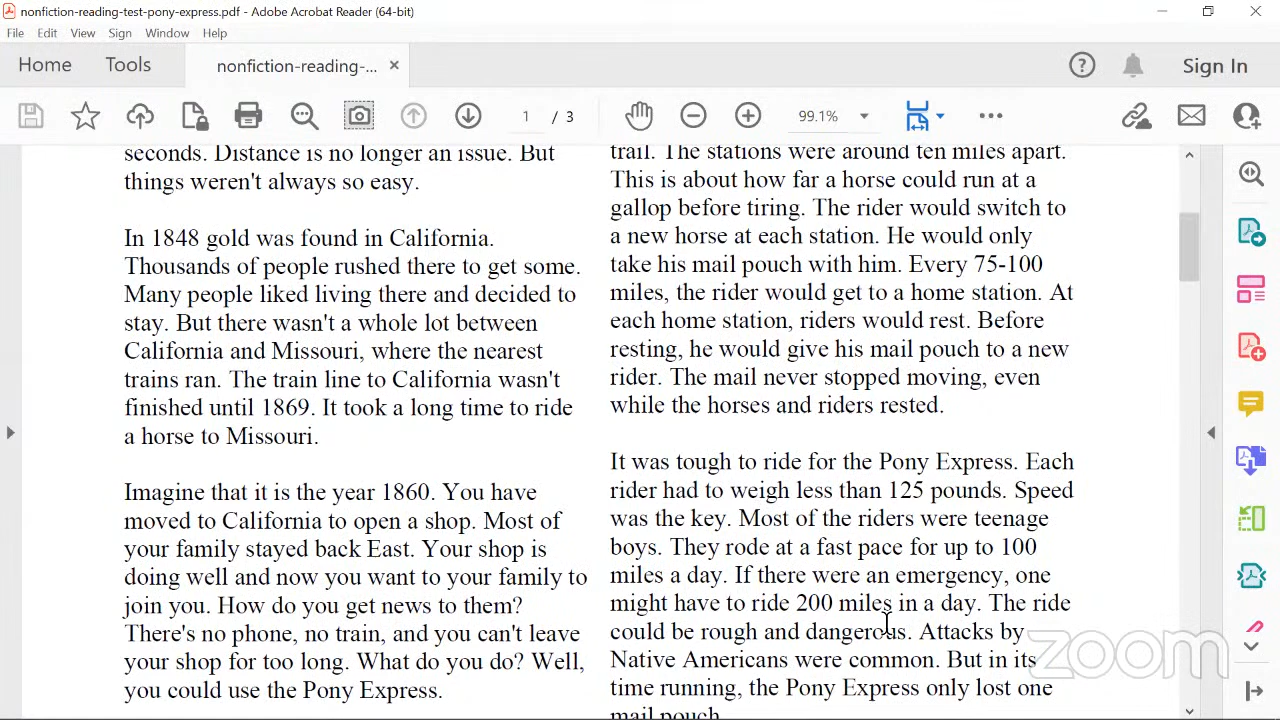 nonfiction-reading-test-pony-express.pdf - Adobe Acrobat Reader (64-bit)
File Edit View Sign Window Help
Home Tools nonfiction-reading-... Sign In
1 / 3 99.1%
seconds. Distance is no longer an issue. But
things weren't always so easy.
In 1848 gold was found in California.
Thousands of people rushed there to get some.
Many people liked living there and decided to
stay. But there wasn't a whole lot between
California and Missouri, where the nearest
trains ran. The train line to California wasn't
finished until 1869. It took a long time to ride
a horse to Missouri.
Imagine that it is the year 1860. You have
moved to California to open a shop. Most of
your family stayed back East. Your shop is
doing well and now you want to your family to
join you. How do you get news to them?
There's no phone, no train, and you can't leave
your shop for too long. What do you do? Well,
you could use the Pony Express.
trail. The stations were around ten miles apart.
This is about how far a horse could run at a
gallop before tiring. The rider would switch to
a new horse at each station. He would only
take his mail pouch with him. Every 75-100
miles, the rider would get to a home station. At
each home station, riders would rest. Before
resting, he would give his mail pouch to a new
rider. The mail never stopped moving, even
while the horses and riders rested.
It was tough to ride for the Pony Express. Each
rider had to weigh less than 125 pounds. Speed
was the key. Most of the riders were teenage
boys. They rode at a fast pace for up to 100
miles a day. If there were an emergency, one
might have to ride 200 miles in a day. The ride
could be rough and dangerous. Attacks by
Native Americans were common. But in its
time running, the Pony Express only lost one
mail pouch.
zoom